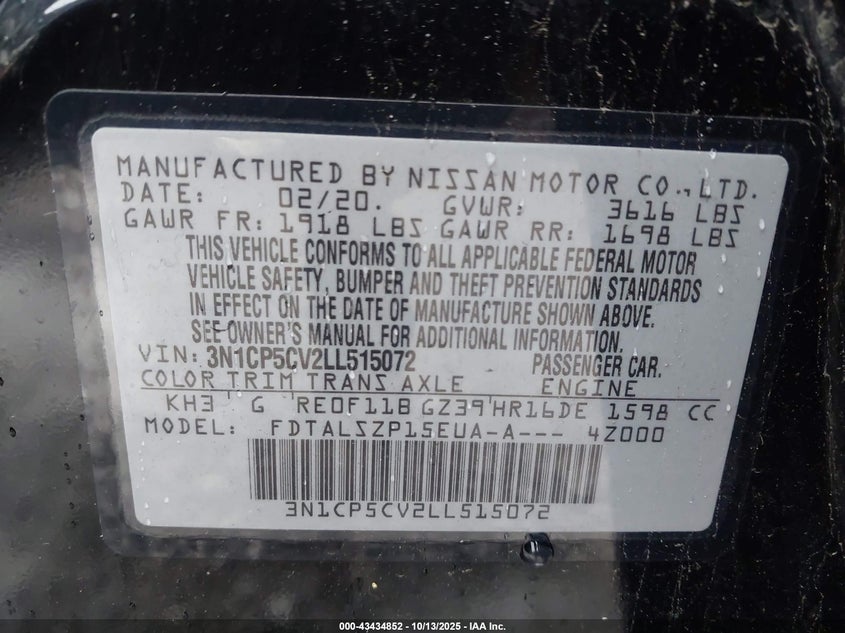 MANUFACTURED BY NISSAN MOTOR CO., LTD.
DATE: 02/20. GVWR: 3616 LBS
GAWR FR: 1918 LBS GAWR RR: 1698 LBS
THIS VEHICLE CONFORMS TO ALL APPLICABLE FEDERAL MOTOR
VEHICLE SAFETY, BUMPER AND THEFT PREVENTION STANDARDS
IN EFFECT ON THE DATE OF MANUFACTURE SHOWN ABOVE.
SEE OWNER'S MANUAL FOR ADDITIONAL INFORMATION.
VIN: 3N1CP5CV2LL515072 PASSENGER CAR.
COLOR TRIM TRANS AXLE ENGINE
KH3 G RE0F11B GZ39 HR16DE 1598 CC
MODEL: FDTALSZP15EUA-A--- 4Z000
3N1CP5CV2LL515072
000-43434852 | 10/13/2025 - IAA Inc.